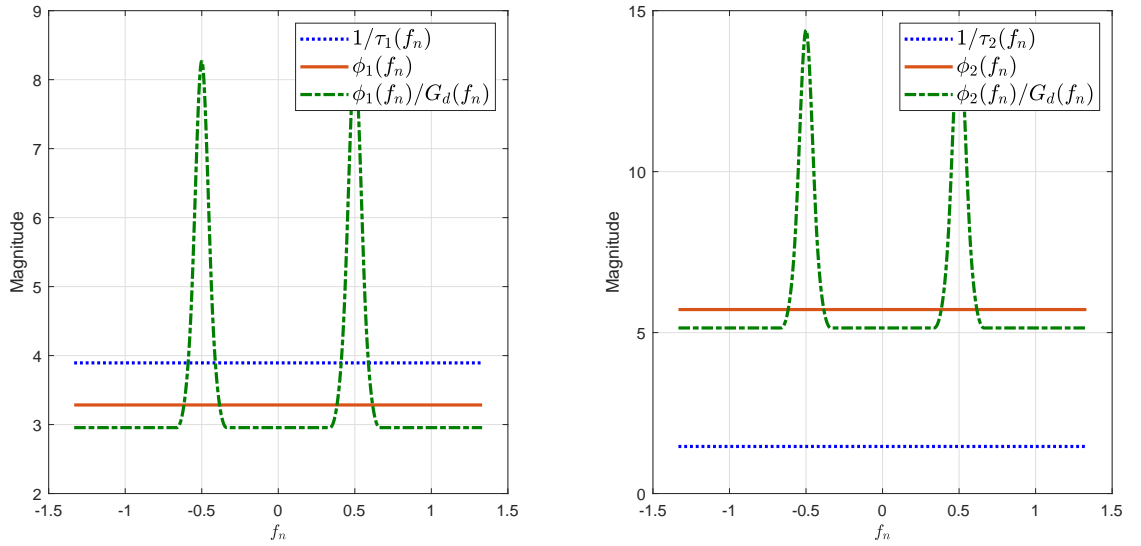 9
8
7
6
5
4
3
2
Magnitude
-1.5 -1 -0.5 0 0.5 1 1.5
f_n
1/τ_1(f_n)
ϕ_1(f_n)
ϕ_1(f_n)/G_d(f_n)
15
10
5
0
Magnitude
-1.5 -1 -0.5 0 0.5 1 1.5
f_n
1/τ_2(f_n)
ϕ_2(f_n)
ϕ_2(f_n)/G_d(f_n)